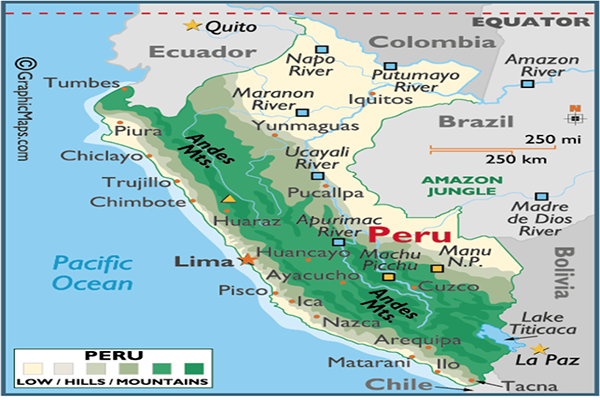 EQUATOR
Quito
Ecuador
Colombia
©GraphicMaps.com
Napo
River
Putumayo
River
Amazon
River
Tumbes
Maranon
River
Iquitos
Brazil
Piura
Yunmaguas
250 mi
250 km
Andes
Mts.
Chiclayo
Ucayali
River
AMAZON
JUNGLE
Trujillo
Pucallpa
Chimbote
Huaraz
Apurimac
River
Madre
de Dios
River
Peru
Manu
N.P.
Machu
Picchu
Pacific
Ocean
Lima
Huancayo
Bolivia
Ayacucho
Cuzco
Pisco
Ica
Andes
Mts.
Lake
Titicaca
Nazca
Arequipa
La Paz
Matarani
Ilo
Tacna
Chile
PERU
LOW / HILLS / MOUNTAINS